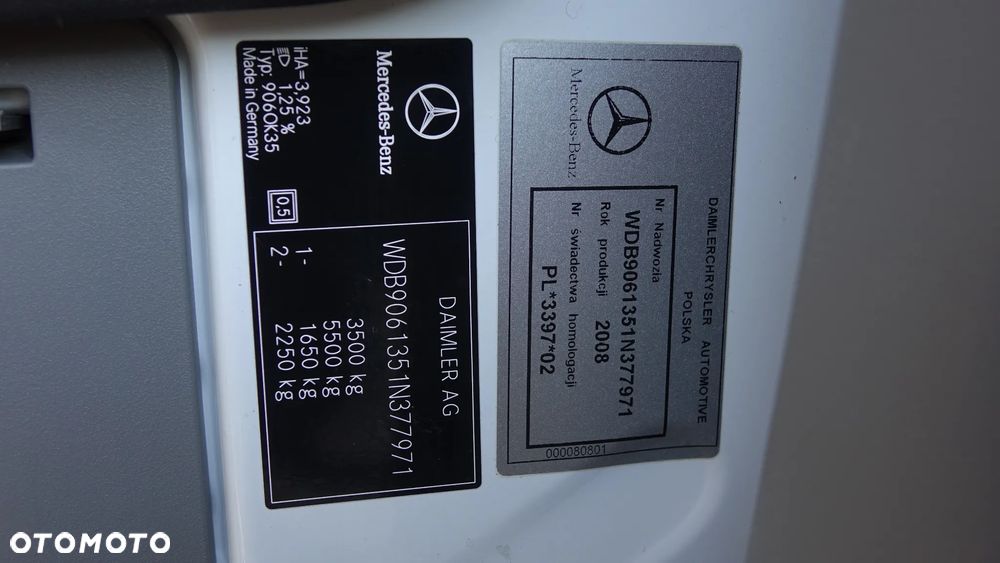 Mercedes-Benz
DAIMLER AG
WDB9061351N377971
3500 kg
5500 kg
1- 1650 kg
2- 2250 kg
iHA=3,923
1.25 %
Typ: 906OK35
Made in Germany
0,5
Mercedes-Benz
DAIMLERCHRYSLER AUTOMOTIVE
POLSKA
Nr Nadwozia
WDB9061351N377971
Rok produkcji 2008
Nr świadectwa homologacji
PL*3397*02
000080801
OTOMOTO